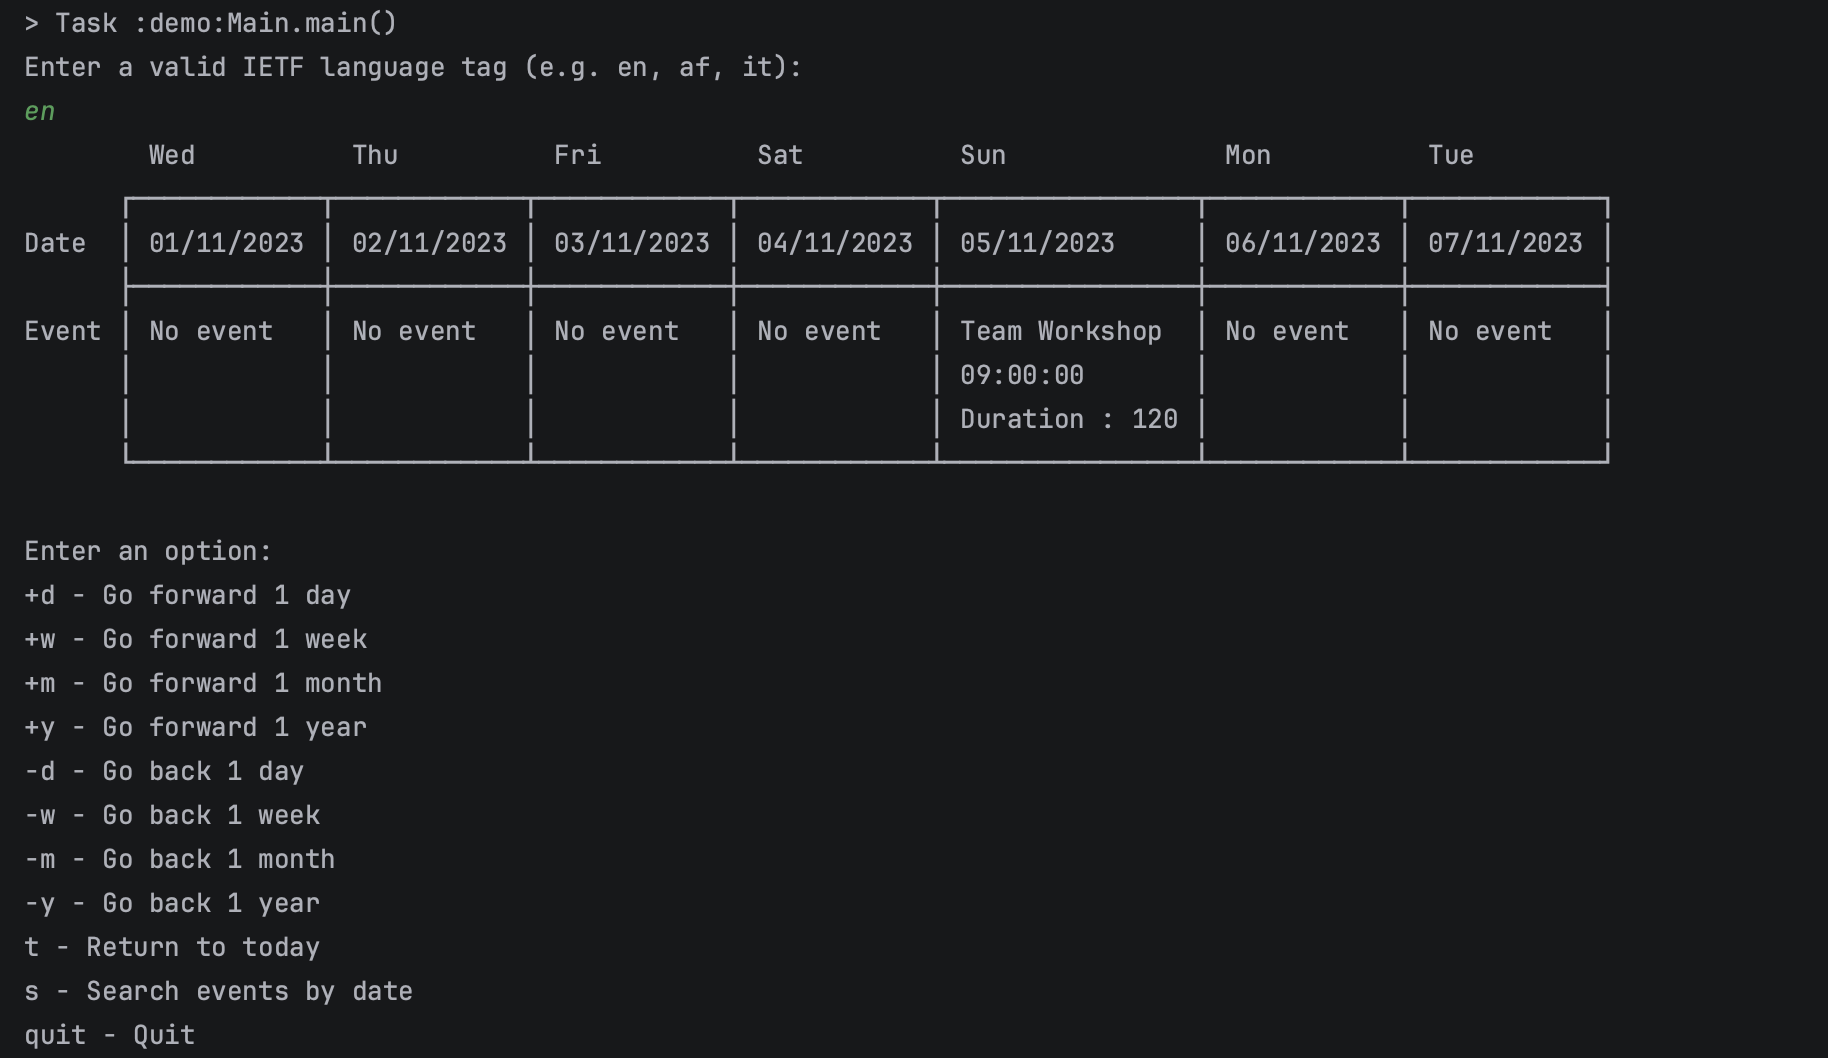 > Task :demo:Main.main()
Enter a valid IETF language tag (e.g. en, af, it):
en
Wed Thu Fri Sat Sun Mon Tue
Date 01/11/2023 02/11/2023 03/11/2023 04/11/2023 05/11/2023 06/11/2023 07/11/2023
Event No event No event No event No event Team Workshop No event No event
09:00:00
Duration : 120
Enter an option:
+d - Go forward 1 day
+w - Go forward 1 week
+m - Go forward 1 month
+y - Go forward 1 year
-d - Go back 1 day
-w - Go back 1 week
-m - Go back 1 month
-y - Go back 1 year
t - Return to today
s - Search events by date
quit - Quit